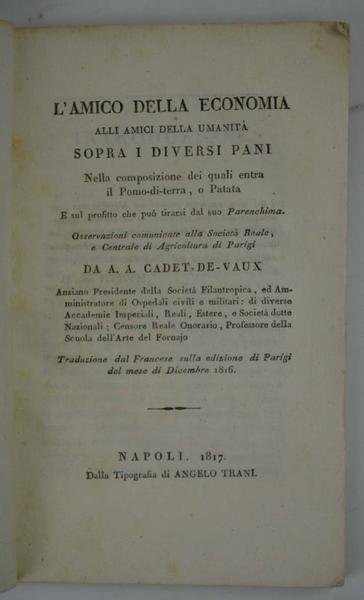 L'AMICO DELLA ECONOMIA
ALLI AMICI DELLA UMANITÀ
SOPRA I DIVERSI PANI
Nella composizione dei quali entra
il Pomo-di-terra, o Patata
E sul profitto che può tirarsi dal suo Parenchima.
Osservazioni comunicate alla Società Reale,
e Centrale di Agricoltura di Parigi
DA A. A. CADET-DE-VAUX
Anziano Presidente della Società Filantropica, ed Am-
ministratore di Ospedali civili e militari: di diverse
Accademie Imperiali, Reali, Estere, e Società dotte
Nazionali; Censore Reale Onorario, Professore della
Scuola dell'Arte del Fornajo
Traduzione dal Francese sulla edizione di Parigi
del mese di Dicembre 1816.
NAPOLI. 1817.
Dalla Tipografia di ANGELO TRANI.